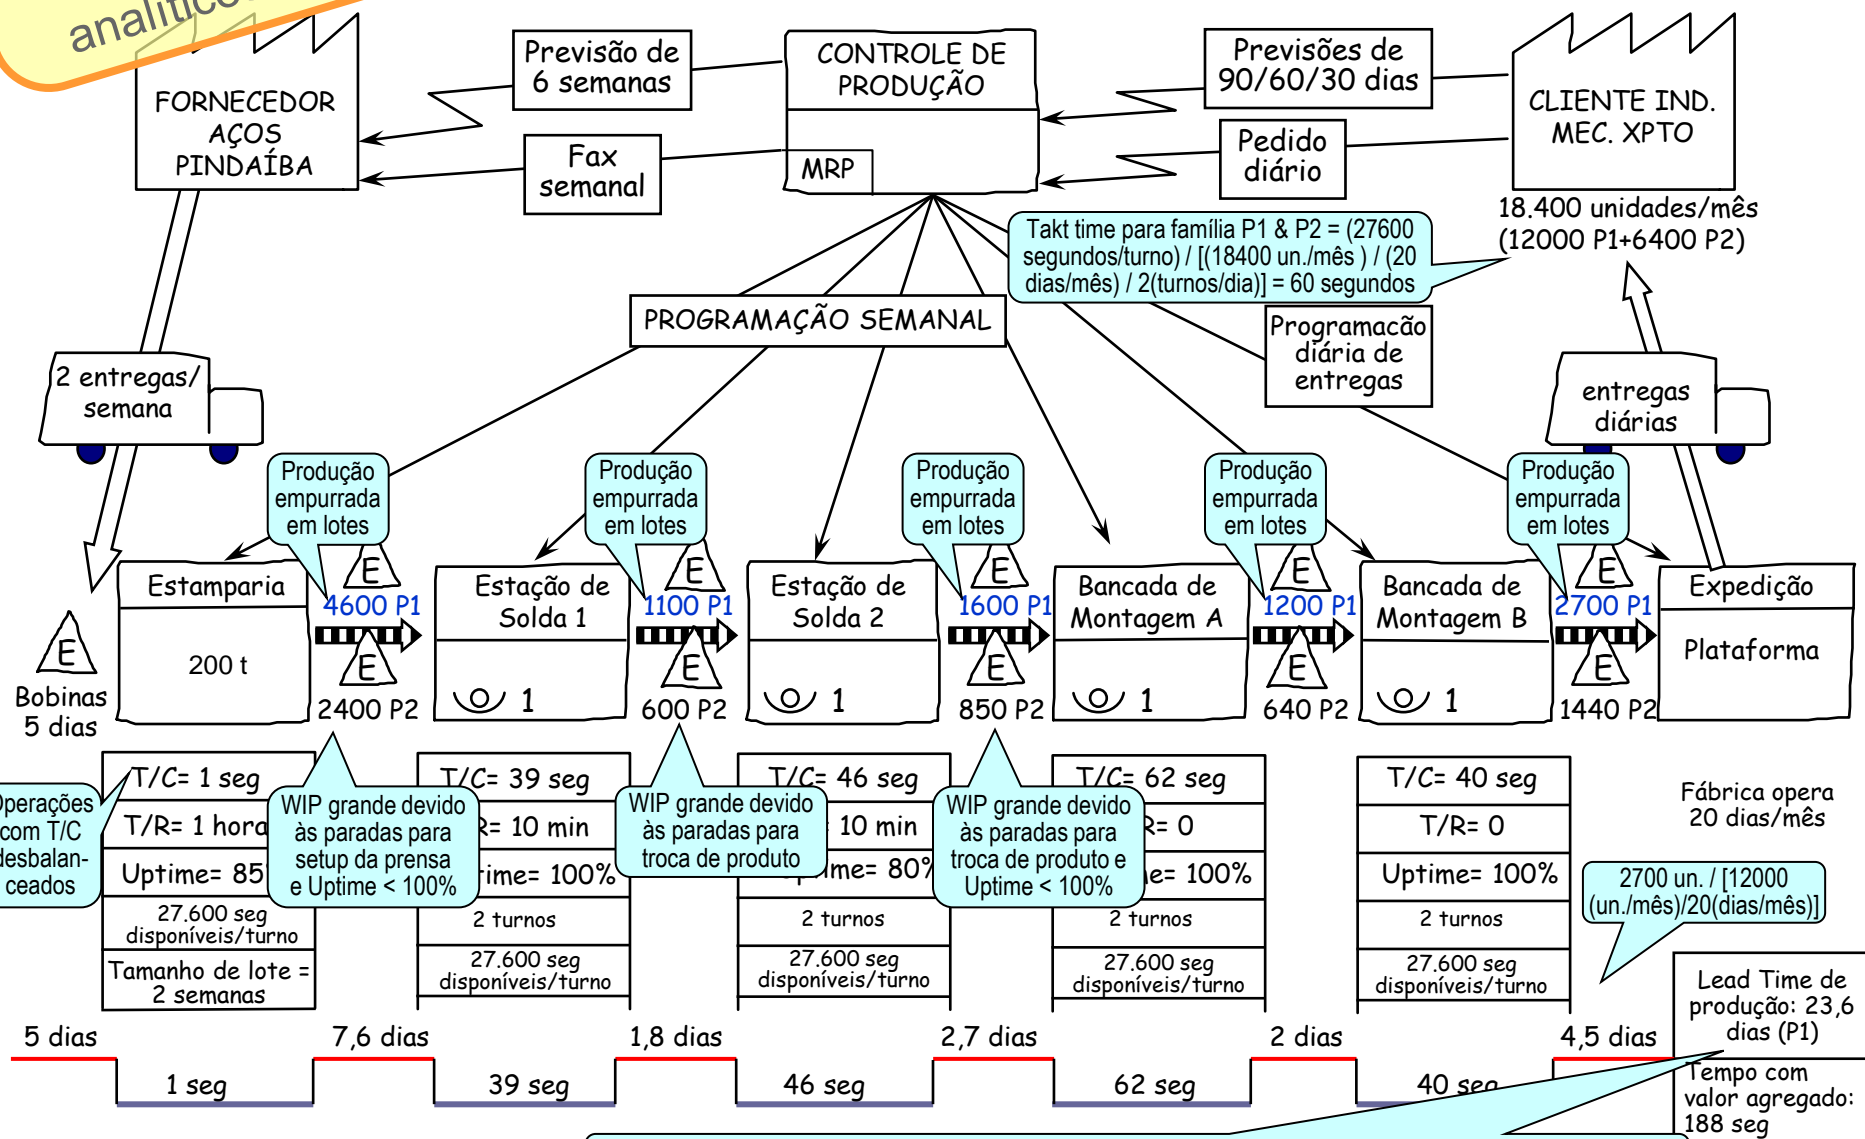 analítico
FORNECEDOR
AÇOS
PINDAÍBA
Previsão de
6 semanas
Fax
semanal
CONTROLE DE
PRODUÇÃO
MRP
Previsões de
90/60/30 dias
Pedido
diário
CLIENTE IND.
MEC. XPTO
18.400 unidades/mês
(12000 P1+6400 P2)
Takt time para família P1 & P2 = (27600
segundos/turno) / [(18400 un./mês ) / (20
dias/mês) / 2(turnos/dia)] = 60 segundos
PROGRAMAÇÃO SEMANAL
Programacão
diária de
entregas
2 entregas/
semana
entregas
diárias
Produção
empurrada
em lotes
Produção
empurrada
em lotes
Produção
empurrada
em lotes
Produção
empurrada
em lotes
Produção
empurrada
em lotes
E
Bobinas
5 dias
Estamparia
200 t
E
4600 P1
E
2400 P2
Estação de
Solda 1
1
E
1100 P1
E
600 P2
Estação de
Solda 2
1
E
1600 P1
E
850 P2
Bancada de
Montagem A
1
E
1200 P1
E
640 P2
Bancada de
Montagem B
1
E
2700 P1
E
1440 P2
Expedição
Plataforma
Operações
com T/C
desbalan-
ceados
T/C= 1 seg
T/R= 1 hora
Uptime= 85
27.600 seg
disponíveis/turno
Tamanho de lote =
2 semanas
WIP grande devido
às paradas para
setup da prensa
e Uptime < 100%
T/C= 39 seg
R= 10 min
time= 100%
2 turnos
27.600 seg
disponíveis/turno
WIP grande devido
às paradas para
troca de produto
T/C= 46 seg
10 min
ime= 80%
2 turnos
27.600 seg
disponíveis/turno
WIP grande devido
às paradas para
troca de produto e
Uptime < 100%
T/C= 62 seg
R= 0
e= 100%
2 turnos
27.600 seg
disponíveis/turno
T/C= 40 seg
T/R= 0
Uptime= 100%
2 turnos
27.600 seg
disponíveis/turno
Fábrica opera
20 dias/mês
2700 un. / [12000
(un./mês)/20(dias/mês)]
Lead Time de
produção: 23,6
dias (P1)
Tempo com
valor agregado:
188 seg
5 dias
7,6 dias
1,8 dias
2,7 dias
2 dias
4,5 dias
1 seg
39 seg
46 seg
62 seg
40 seg